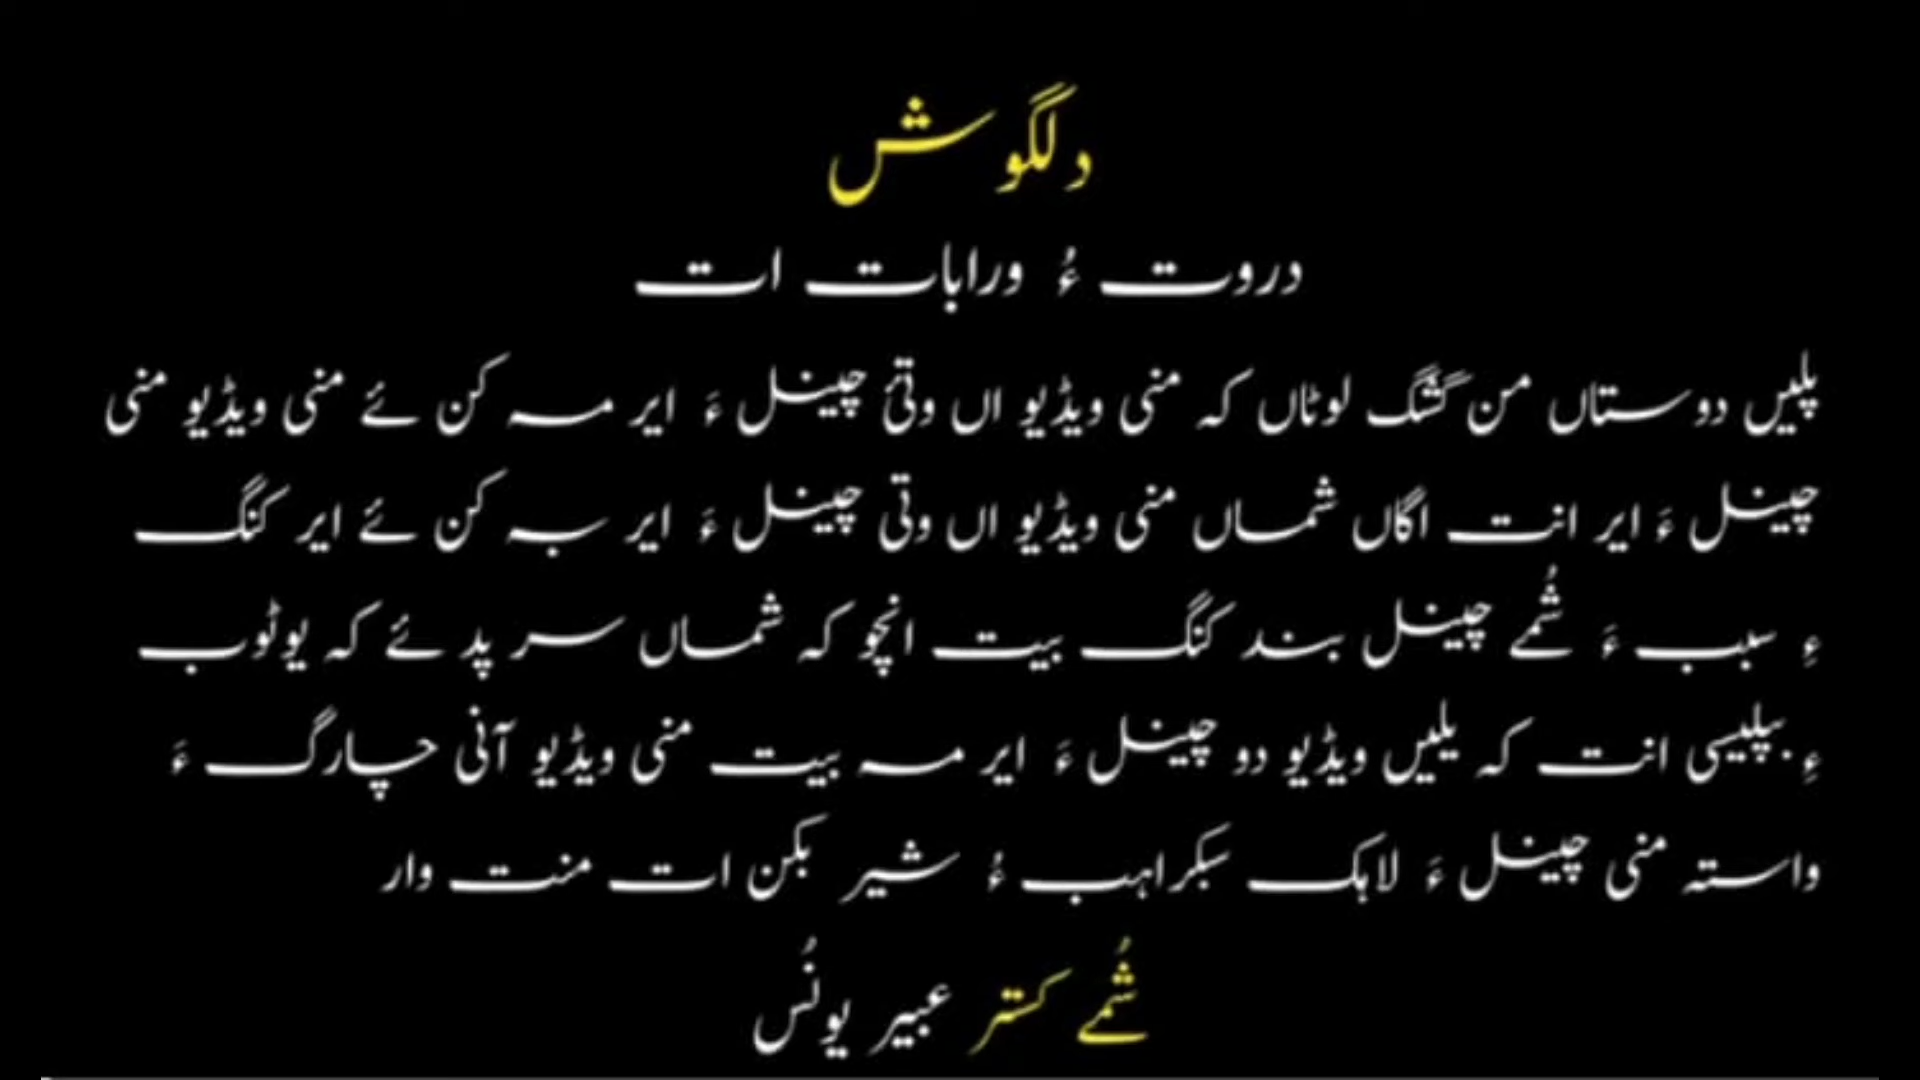 دلگوش
دروت ءُ ورابات ات
پلیں دوستاں من گشگ لوٹاں کہ منی ویڈیو اں وتئ چینل ءَ ایر مہ کن ئے منی ویڈیو منی
چینل ءَ ایر انت اگاں شماں منی ویڈیو اں وتی چینل ءَ ایر بہ کن ئے ایر کنگ
ءِ سبب ءَ شُمے چینل بند کنگ بیت انچو کہ شماں سر پد ئے کہ یوٹوب
ءِ .بپلیسی انت کہ یلیں ویڈیو دو چینل ءَ ایر مہ بیت منی ویڈیو آنی چارگ ءَ
واستہ منی چینل ءَ لاہک سبکراہب ءُ شیر بکن ات منت وار
شُمے کستر عبیر یونُس